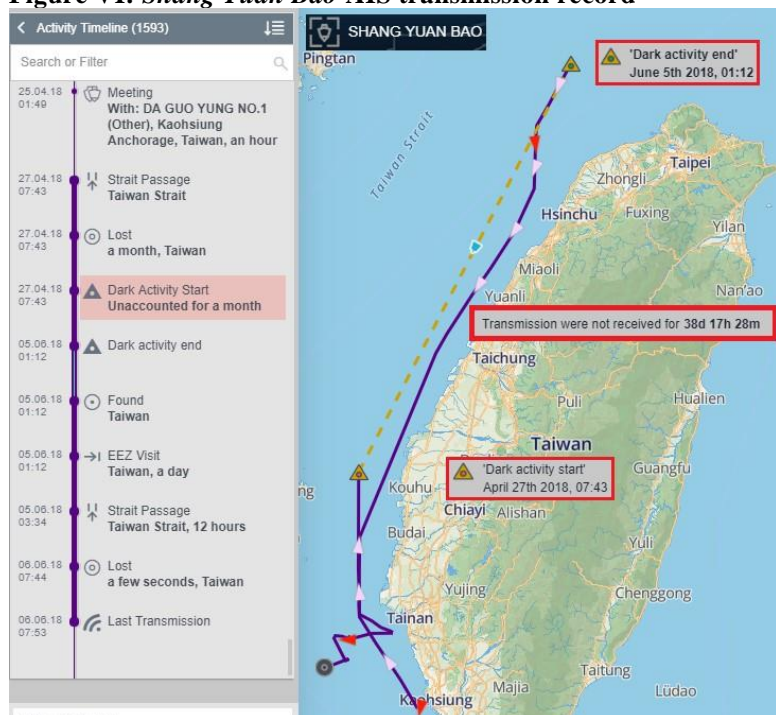 Figure VI: Shang Yuan Bao AIS transmission record
Activity Timeline (1593)
Search or Filter
25.04.18
01:49
Meeting
With: DA GUO YUNG NO.1
(Other), Kaohsiung
Anchorage, Taiwan, an hour
27.04.18
07:43
Strait Passage
Taiwan Strait
27.04.18
07:43
Lost
a month, Taiwan
27.04.18
07:43
Dark Activity Start
Unaccounted for a month
05.06.18
01:12
Dark activity end
05.06.18
01:12
Found
Taiwan
05.06.18
01:12
EEZ Visit
Taiwan, a day
05.06.18
03:34
Strait Passage
Taiwan Strait, 12 hours
06.06.18
07:44
Lost
a few seconds, Taiwan
06.06.18
07:53
Last Transmission
SHANG YUAN BAO
Pingtan
'Dark activity end'
June 5th 2018, 01:12
Taiwan Strait
Taipei
Zhongli
Hsinchu
Fuxing
Yilan
Miaoli
Nan'ao
Yuanli
Transmission were not received for 38d 17h 28m
Taichung
Puli
Hualien
Taiwan
'Dark activity start'
April 27th 2018, 07:43
Guangfu
ng
Kouhu
Chiayi
Alishan
Budai
Yuli
Yujing
Chenggong
Tainan
Taitung
Majia
Lüdao
Kaohsiung